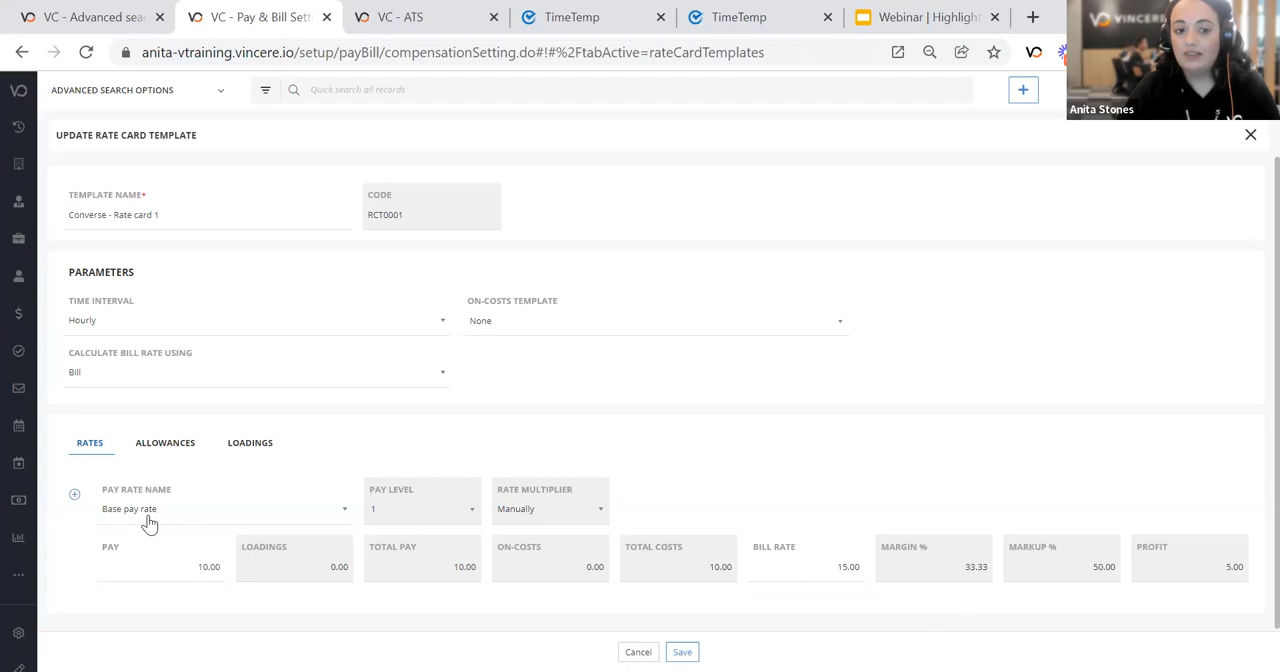 VC - Advanced sea
VC - Pay & Bill Sett
VC - ATS
TimeTemp
TimeTemp
Webinar | Highlight
anita-vtraining.vincere.io/setup/payBill/compensationSetting.do#!#%2FtabActive=rateCardTemplates
VINCERE
Anita Stones
ADVANCED SEARCH OPTIONS
Quick search all records
UPDATE RATE CARD TEMPLATE
TEMPLATE NAME*
CODE
Converse - Rate card 1
RCT0001
PARAMETERS
TIME INTERVAL
ON-COSTS TEMPLATE
Hourly
None
CALCULATE BILL RATE USING
Bill
RATES
ALLOWANCES
LOADINGS
PAY RATE NAME
PAY LEVEL
RATE MULTIPLIER
Base pay rate
1
Manually
PAY
LOADINGS
TOTAL PAY
ON-COSTS
TOTAL COSTS
BILL RATE
MARGIN %
MARKUP %
PROFIT
10.00
0.00
10.00
0.00
10.00
15.00
33.33
50.00
5.00
Cancel
Save